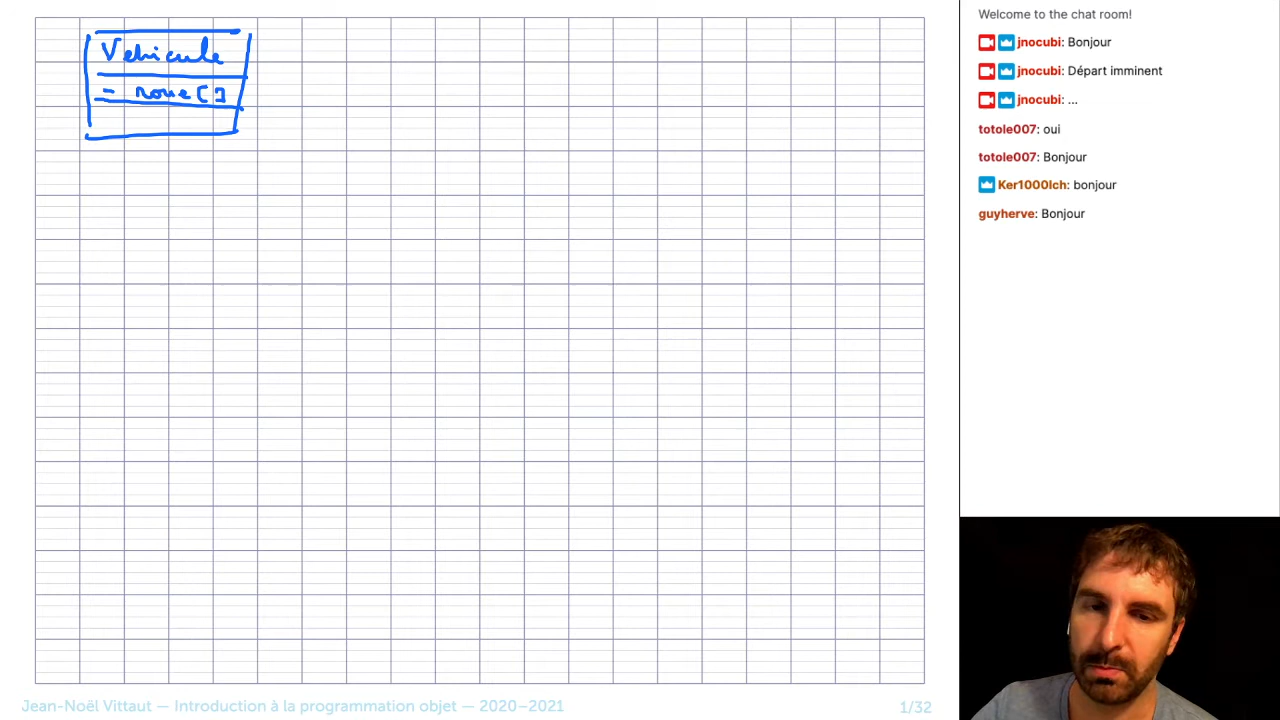 Vehicule
= roue[]
Jean-Noël Vittaut — Introduction à la programmation objet — 2020–2021
1/32
Welcome to the chat room!
jnocubi: Bonjour
jnocubi: Départ imminent
jnocubi: ...
totole007: oui
totole007: Bonjour
Ker1000lch: bonjour
guyherve: Bonjour